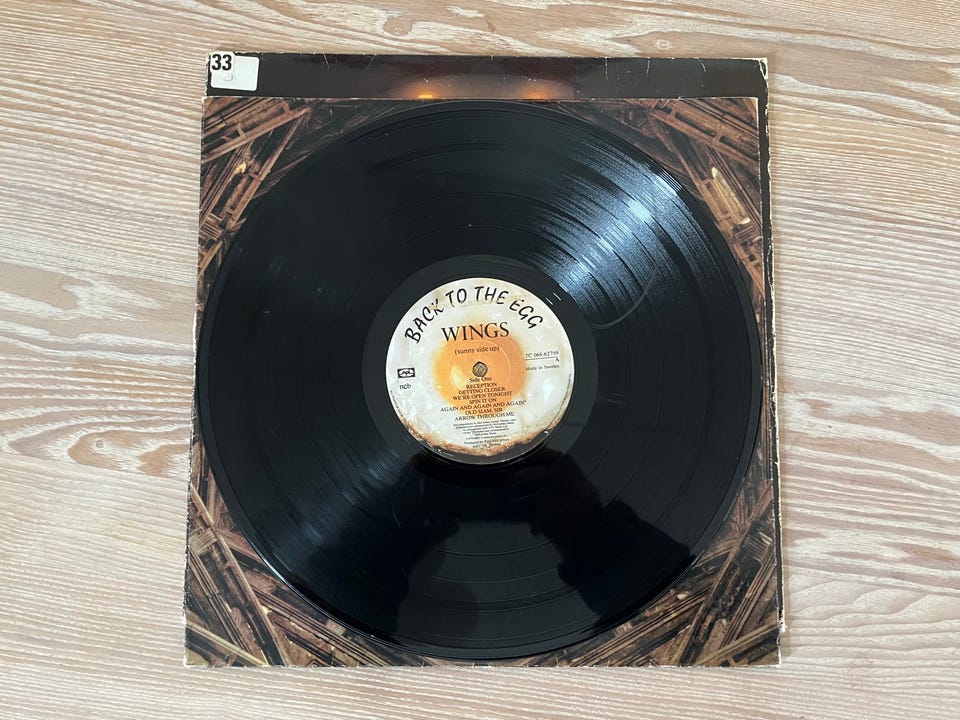 33
BACK TO THE EGG
WINGS
(sunny side up)
7C 066-62799
A
Made in Sweden
ncb
Side One
RECEPTION
GETTING CLOSER
WE'RE OPEN TONIGHT
SPIN IT ON
AGAIN AND AGAIN AND AGAIN*
OLD SIAM, SIR
ARROW THROUGH ME